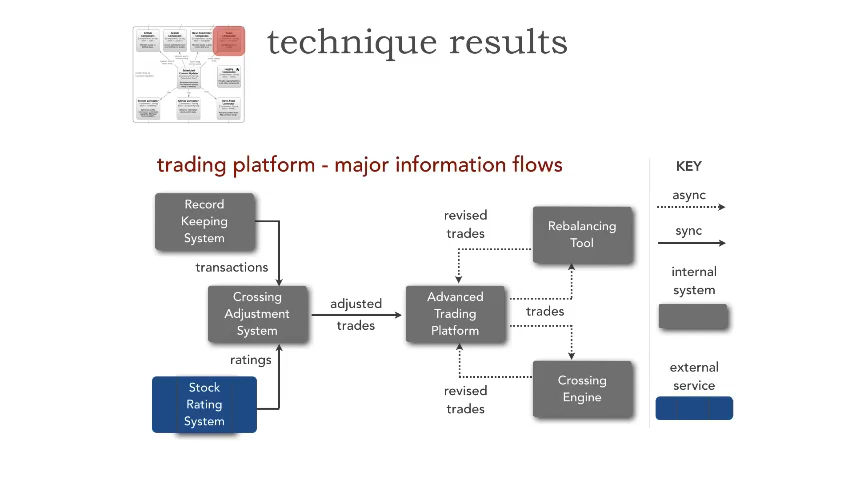 technique results
trading platform - major information flows
Record
Keeping
System
transactions
Crossing
Adjustment
System
ratings
Stock
Rating
System
adjusted
trades
Advanced
Trading
Platform
revised
trades
Rebalancing
Tool
trades
Crossing
Engine
revised
trades
KEY
async
sync
internal
system
external
service